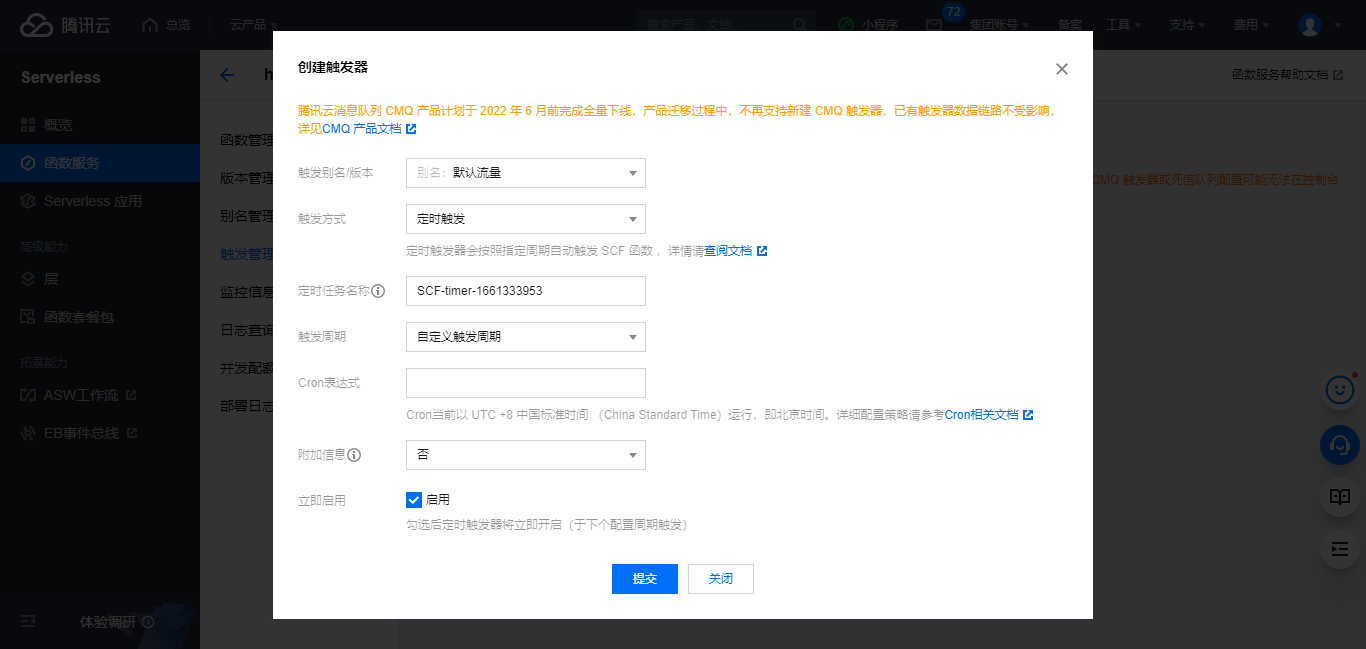 腾讯云
总览
云产品
搜索产品、文档
小程序
72
集团账号
备案
工具
支持
费用
Serverless
概览
函数服务
Serverless 应用
高级能力
层
函数套餐包
拓展能力
ASW工作流
EB事件总线
体验调研
h
函数服务帮助文档
函数管理
版本管理
别名管理
触发管理
监控信息
日志查询
并发配额
部署日志
CMQ 触发器或死信队列配置可能无法在控制台
创建触发器
腾讯云消息队列 CMQ 产品计划于 2022 年 6 月前完成全量下线，产品迁移过程中，不再支持新建 CMQ 触发器，已有触发器数据链路不受影响，
详见CMQ 产品文档
触发别名/版本
别名：默认流量
触发方式
定时触发
定时触发器会按照指定周期自动触发 SCF 函数 ，详情请查阅文档
定时任务名称
SCF-timer-1661333953
触发周期
自定义触发周期
Cron表达式
Cron当前以 UTC +8 中国标准时间 （China Standard Time）运行，即北京时间。详细配置策略请参考Cron相关文档
附加信息
否
立即启用
启用
勾选后定时触发器将立即开启（于下个配置周期触发）
提交
关闭